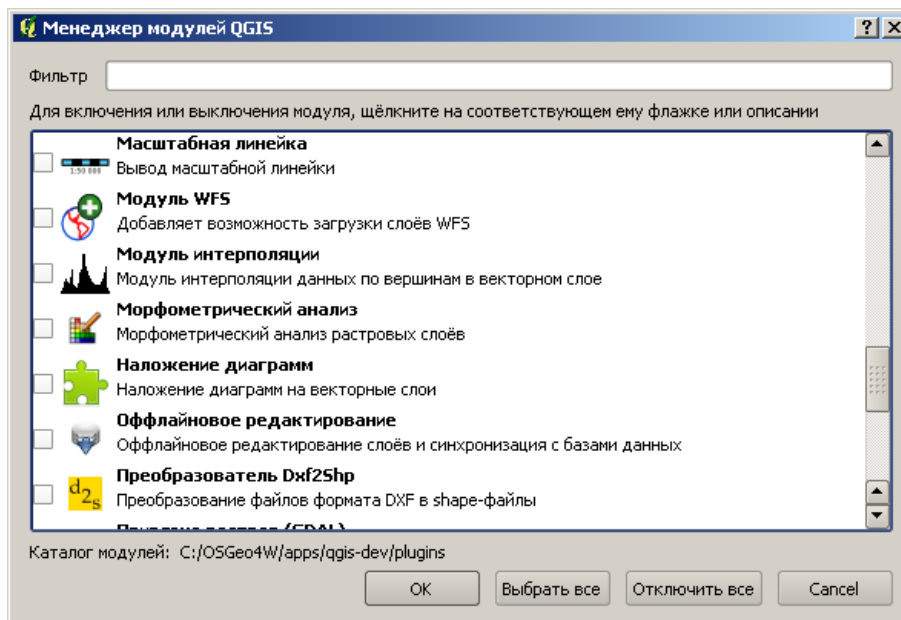 Менеджер модулей QGIS
Фильтр
Для включения или выключения модуля, щёлкните на соответствующем ему флажке или описании
Масштабная линейка
1:50 000
Вывод масштабной линейки
Модуль WFS
Добавляет возможность загрузки слоёв WFS
Модуль интерполяции
Модуль интерполяции данных по вершинам в векторном слое
Морфометрический анализ
Морфометрический анализ растровых слоёв
Наложение диаграмм
Наложение диаграмм на векторные слои
Оффлайновое редактирование
Оффлайновое редактирование слоёв и синхронизация с базами данных
Преобразователь Dxf2Shp
d2s
Преобразование файлов формата DXF в shape-файлы
Каталог модулей: C:/OSGeo4W/apps/qgis-dev/plugins
OK
Выбрать все
Отключить все
Cancel